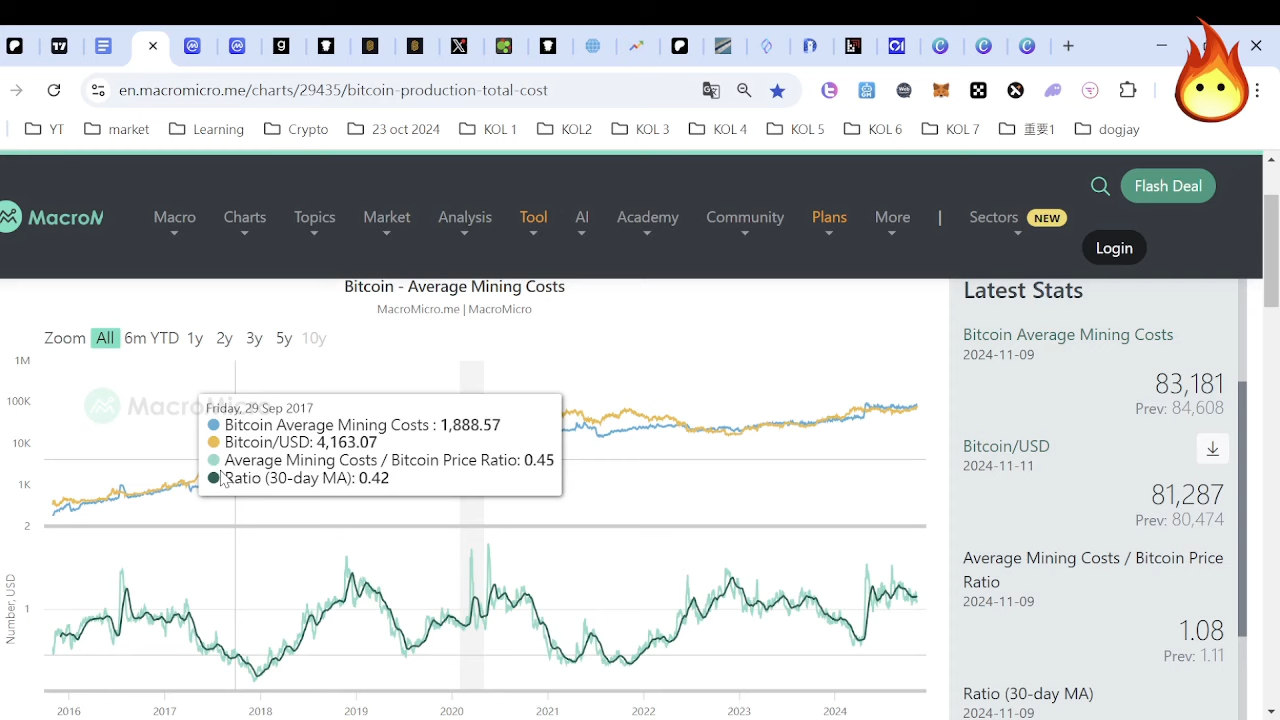 en.macromicro.me/charts/29435/bitcoin-production-total-cost
YT
market
Learning
Crypto
23 oct 2024
KOL 1
KOL2
KOL 3
KOL 4
KOL 5
KOL 6
KOL 7
重要1
dogjay
MacroM
Macro
Charts
Topics
Market
Analysis
Tool
AI
Academy
Community
Plans
More
|
Sectors NEW
Flash Deal
Login
Bitcoin - Average Mining Costs
MacroMicro.me | MacroMicro
Zoom All 6m YTD 1y 2y 3y 5y 10y
1M
100K
10K
1K
2
1
Number, USD
MacroMicro
Friday, 29 Sep 2017
Bitcoin Average Mining Costs : 1,888.57
Bitcoin/USD: 4,163.07
Average Mining Costs / Bitcoin Price Ratio: 0.45
Ratio (30-day MA): 0.42
2016 2017 2018 2019 2020 2021 2022 2023 2024
Latest Stats
Bitcoin Average Mining Costs
2024-11-09
83,181
Prev: 84,608
Bitcoin/USD
2024-11-11
81,287
Prev: 80,474
Average Mining Costs / Bitcoin Price
Ratio
2024-11-09
1.08
Prev: 1.11
Ratio (30-day MA)
2024-11-09